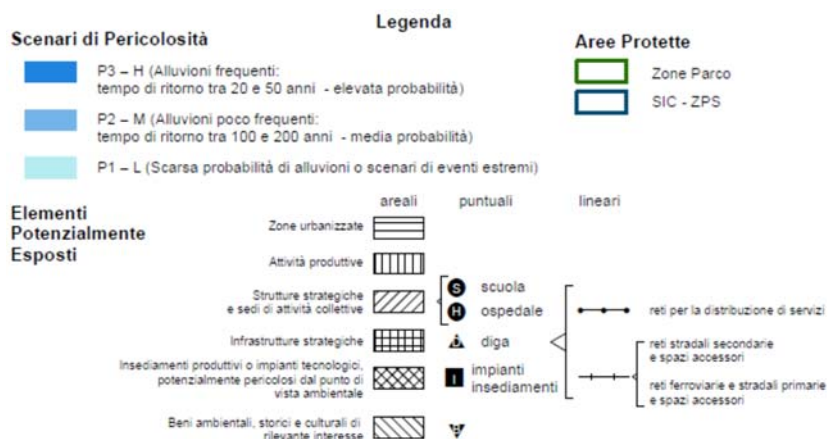 Legenda
Scenari di Pericolosità
P3 – H (Alluvioni frequenti:
tempo di ritorno tra 20 e 50 anni - elevata probabilità)
P2 – M (Alluvioni poco frequenti:
tempo di ritorno tra 100 e 200 anni - media probabilità)
P1 – L (Scarsa probabilità di alluvioni o scenari di eventi estremi)
Aree Protette
Zone Parco
SIC - ZPS
Elementi
Potenzialmente
Esposti
areali
puntuali
lineari
Zone urbanizzate
Attività produttive
Strutture strategiche
e sedi di attività collettive
Infrastrutture strategiche
Insediamenti produttivi o impianti tecnologici,
potenzialmente pericolosi dal punto di
vista ambientale
Beni ambientali, storici e culturali di
rilevante interesse
S scuola
H ospedale
D diga
I impianti
insediamenti
B
reti per la distribuzione di servizi
reti stradali secondarie
e spazi accessori
reti ferroviarie e stradali primarie
e spazi accessori